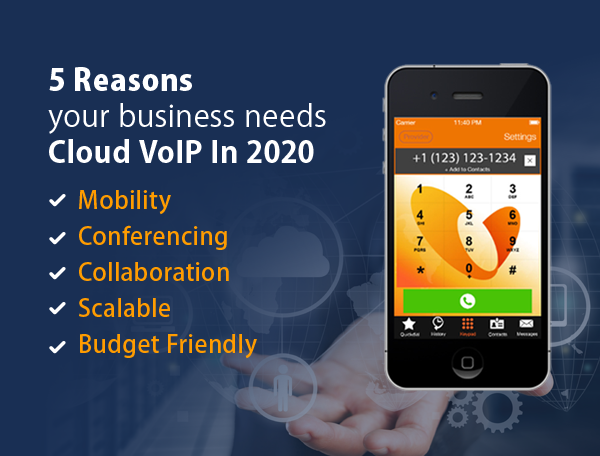 5 Reasons
your business needs
Cloud VoIP In 2020
Mobility
Conferencing
Collaboration
Scalable
Budget Friendly
Carrier 11:40 PM
Settings
+1 (123) 123-1234
+ Add to Contacts
1 2 3
ABC DEF
4 5 6
GHI JKL MNO
7 8 9
PQRS TUV WXYZ
* 0 #
+
Quickdial History Keypad Contacts Messages